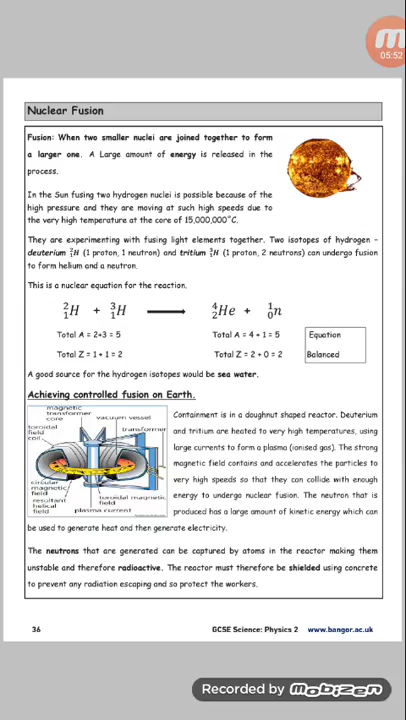 05:52
Nuclear Fusion
Fusion: When two smaller nuclei are joined together to form
a larger one. A Large amount of energy is released in the
process.
In the Sun fusing two hydrogen nuclei is possible because of the
high pressure and they are moving at such high speeds due to
the very high temperature at the core of 15,000,000°C.
They are experimenting with fusing light elements together. Two isotopes of hydrogen –
deuterium ²₁H (1 proton, 1 neutron) and tritium ³₁H (1 proton, 2 neutrons) can undergo fusion
to form helium and a neutron.
This is a nuclear equation for the reaction.
²₁H + ³₁H ⟶ ⁴₂He + ¹₀n
Total A = 2+3 = 5 Total A = 4 + 1 = 5 Equation
Total Z = 1 + 1 = 2 Total Z = 2 + 0 = 2 Balanced
A good source for the hydrogen isotopes would be sea water.
Achieving controlled fusion on Earth.
magnetic
transformer
core
vacuum vessel
toroidal
field
coil
transformer
circular
magnetic
field
toroidal magnetic
field
resultant
helical
field
plasma current
Containment is in a doughnut shaped reactor. Deuterium
and tritium are heated to very high temperatures, using
large currents to form a plasma (ionised gas). The strong
magnetic field contains and accelerates the particles to
very high speeds so that they can collide with enough
energy to undergo nuclear fusion. The neutron that is
produced has a large amount of kinetic energy which can
be used to generate heat and then generate electricity.
The neutrons that are generated can be captured by atoms in the reactor making them
unstable and therefore radioactive. The reactor must therefore be shielded using concrete
to prevent any radiation escaping and so protect the workers.
36 GCSE Science: Physics 2 www.bangor.ac.uk
Recorded by Mobizen